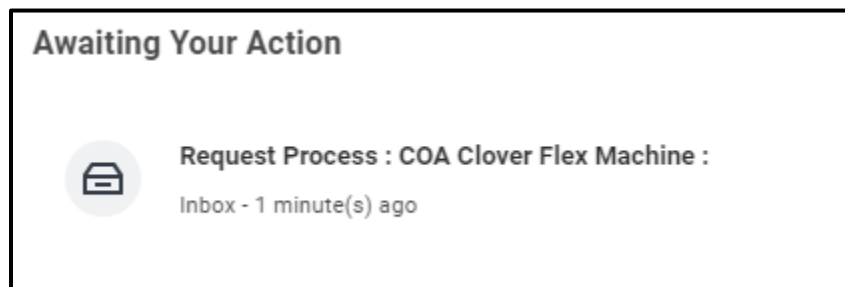 Awaiting Your Action
Request Process : COA Clover Flex Machine :
Inbox - 1 minute(s) ago